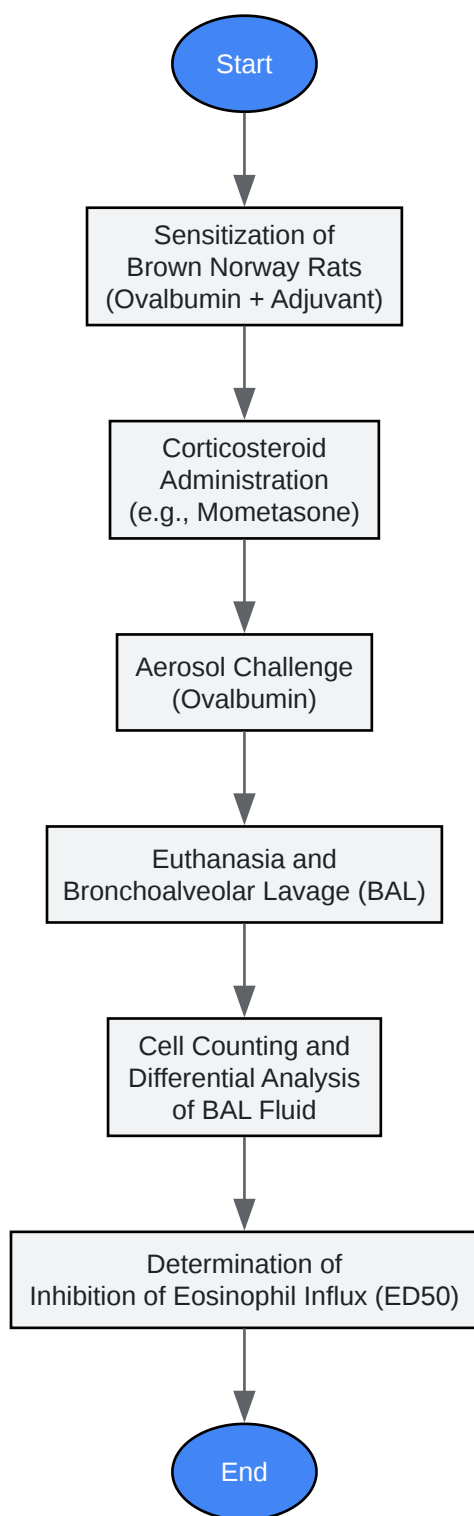 Start
Sensitization of
Brown Norway Rats
(Ovalbumin + Adjuvant)
Corticosteroid
Administration
(e.g., Mometasone)
Aerosol Challenge
(Ovalbumin)
Euthanasia and
Bronchoalveolar Lavage (BAL)
Cell Counting and
Differential Analysis
of BAL Fluid
Determination of
Inhibition of Eosinophil Influx (ED50)
End